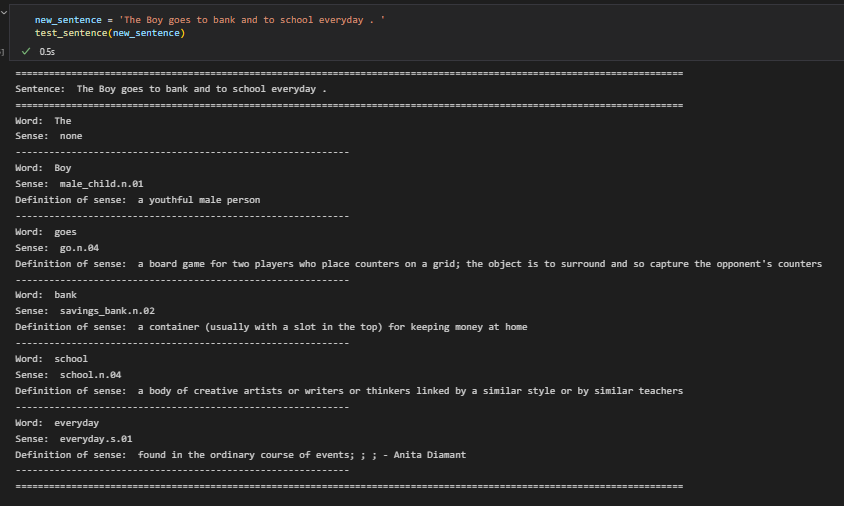 new_sentence = 'The Boy goes to bank and to school everyday . '
test_sentence(new_sentence)
✓ 0.5s
========================================================================================================================
Sentence:  The Boy goes to bank and to school everyday .
========================================================================================================================
Word:  The
Sense:  none
------------------------------------------------------------
Word:  Boy
Sense:  male_child.n.01
Definition of sense:  a youthful male person
------------------------------------------------------------
Word:  goes
Sense:  go.n.04
Definition of sense:  a board game for two players who place counters on a grid; the object is to surround and so capture the opponent's counters
------------------------------------------------------------
Word:  bank
Sense:  savings_bank.n.02
Definition of sense:  a container (usually with a slot in the top) for keeping money at home
------------------------------------------------------------
Word:  school
Sense:  school.n.04
Definition of sense:  a body of creative artists or writers or thinkers linked by a similar style or by similar teachers
------------------------------------------------------------
Word:  everyday
Sense:  everyday.s.01
Definition of sense:  found in the ordinary course of events; ; ; - Anita Diamant
------------------------------------------------------------
========================================================================================================================